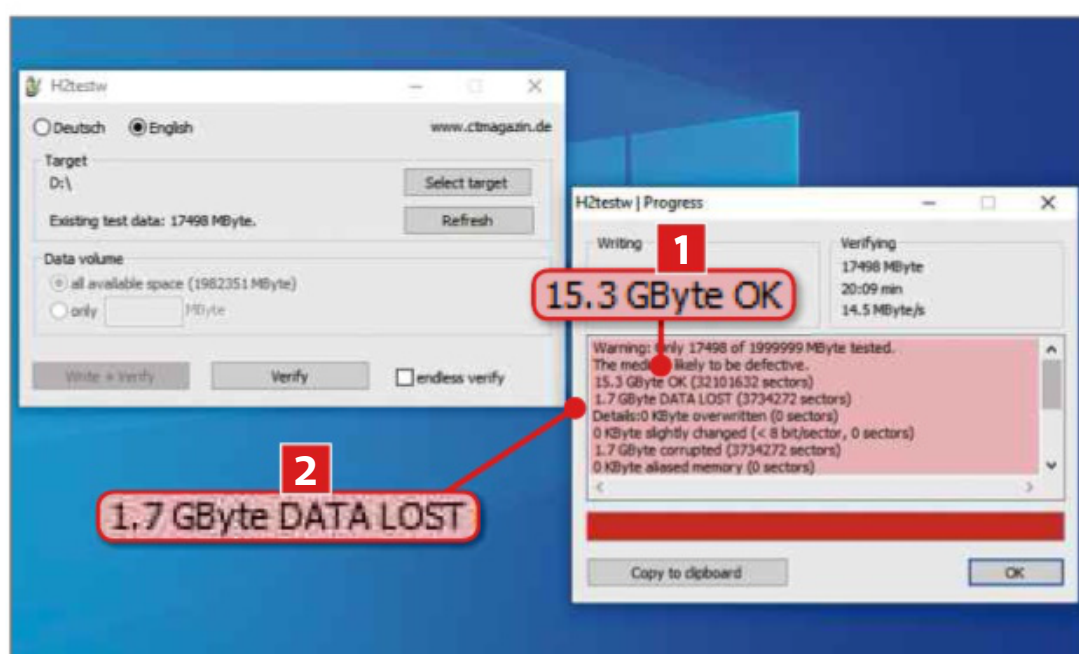 H2testw
Deutsch English www.ctmagazin.de
Target
D:\ Select target
Existing test data: 17498 MByte. Refresh
Data volume
all available space (1982351 MByte)
only MByte
Write + Verify Verify endless verify
H2testw | Progress
Writing
Verifying
17498 MByte
20:09 min
14.5 MByte/s
1
15.3 GByte OK
Warning: Only 17498 of 1999999 MByte tested.
The likely to be defective.
15.3 GByte OK (32101632 sectors)
1.7 GByte DATA LOST (3734272 sectors)
Details:0 KByte overwritten (0 sectors)
0 KByte slightly changed (< 8 bit/sector, 0 sectors)
1.7 GByte corrupted (3734272 sectors)
0 KByte aliased memory (0 sectors)
2
1.7 GByte DATA LOST
Copy to clipboard OK